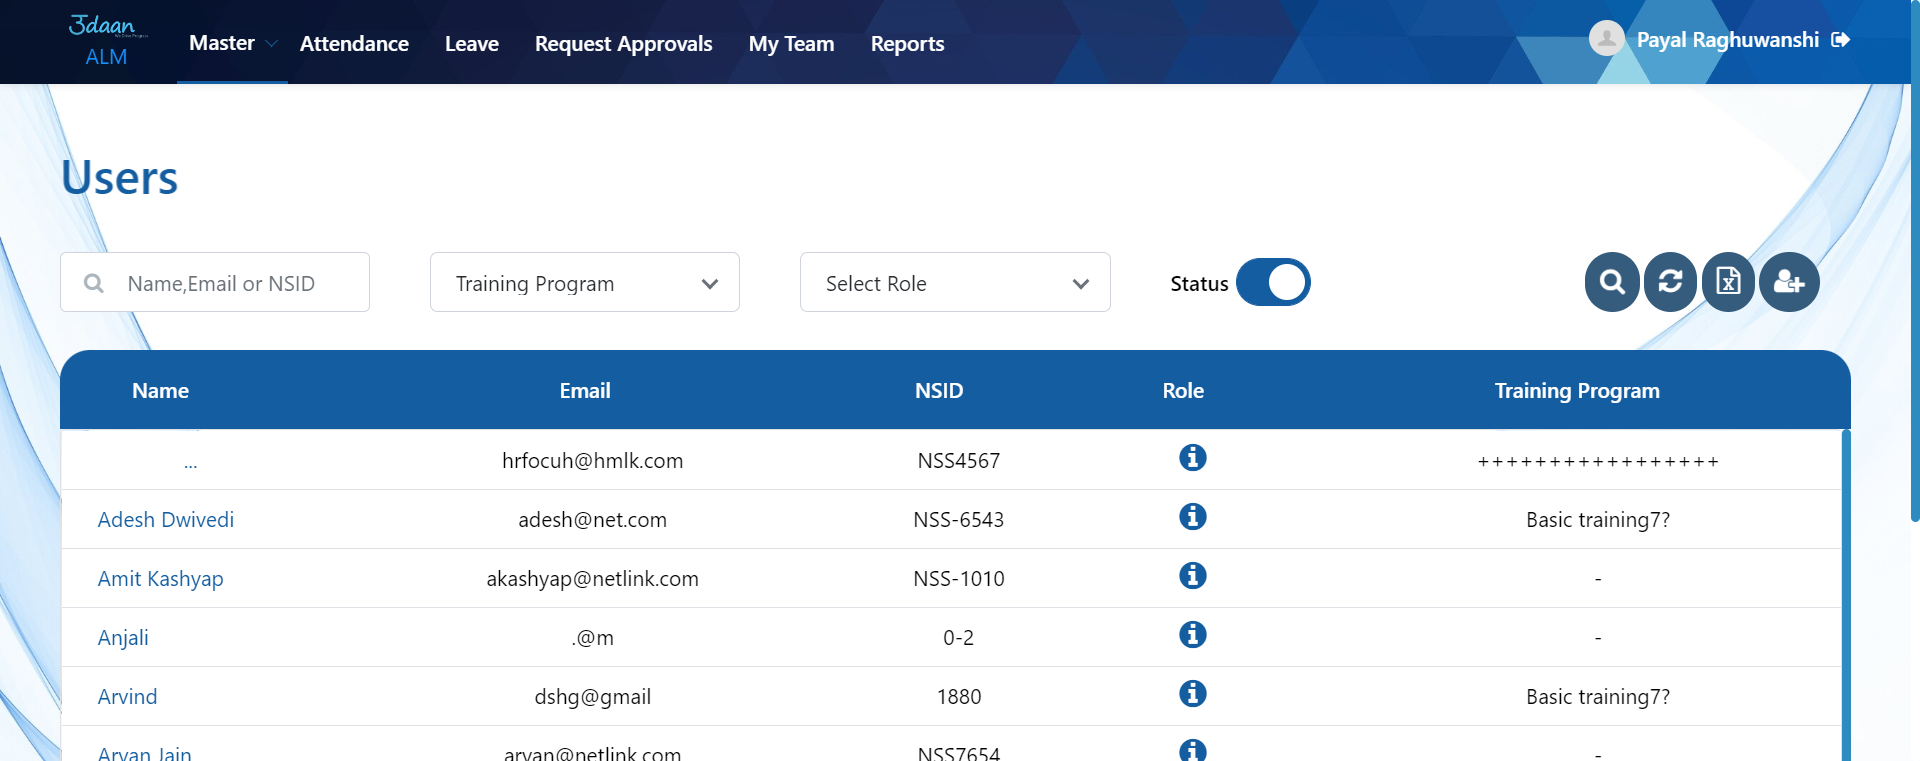 उdaan
ALM
Master
Attendance
Leave
Request Approvals
My Team
Reports
Payal Raghuwanshi
Users
Name,Email or NSID
Training Program
Select Role
Status
Name Email NSID Role Training Program
... hrfocuh@hmlk.com NSS4567 +++++++++++++++++
Adesh Dwivedi adesh@net.com NSS-6543 Basic training7?
Amit Kashyap akashyap@netlink.com NSS-1010 -
Anjali .@m 0-2 -
Arvind dshg@gmail 1880 Basic training7?
Aryan Jain aryan@netlink.com NSS7654 -